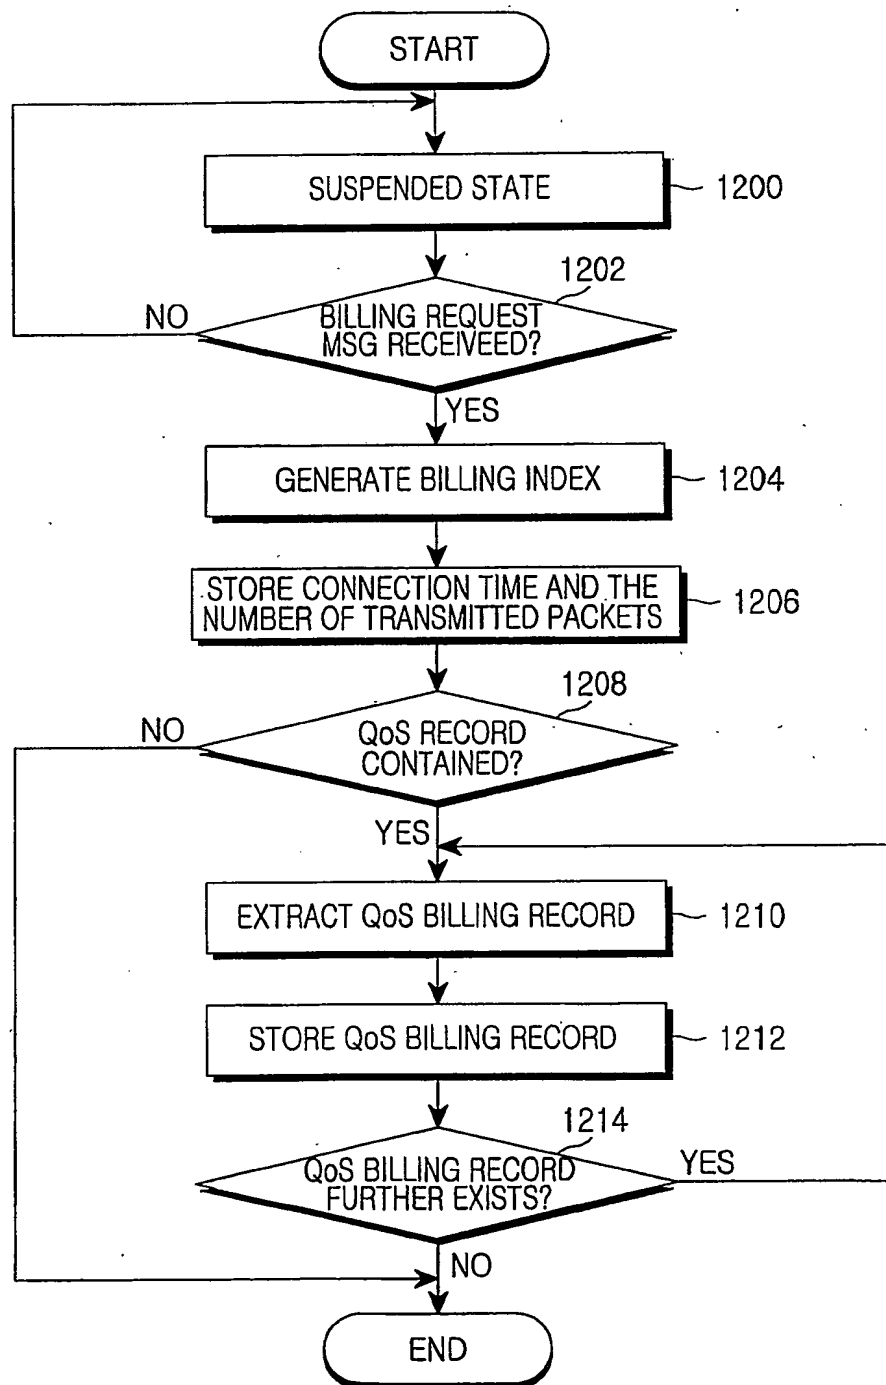 START
SUSPENDED STATE
1200
1202
NO
BILLING REQUEST
MSG RECEIVEED?
YES
GENERATE BILLING INDEX
1204
STORE CONNECTION TIME AND THE
NUMBER OF TRANSMITTED PACKETS
1206
1208
NO
QoS RECORD
CONTAINED?
YES
EXTRACT QoS BILLING RECORD
1210
STORE QoS BILLING RECORD
1212
1214
QoS BILLING RECORD
FURTHER EXISTS?
YES
NO
END